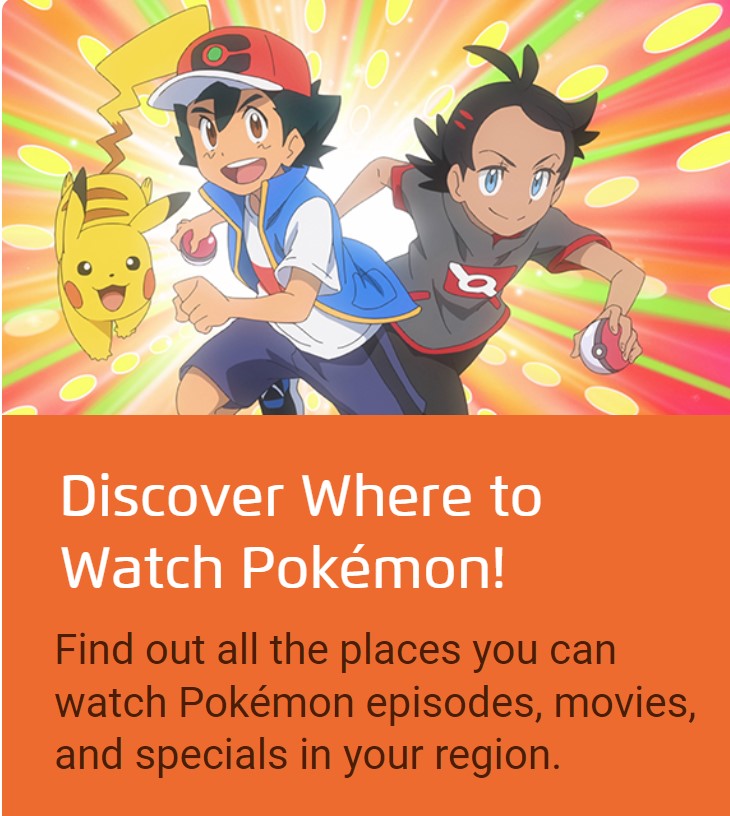 Discover Where to
Watch Pokémon!
Find out all the places you can
watch Pokémon episodes, movies,
and specials in your region.